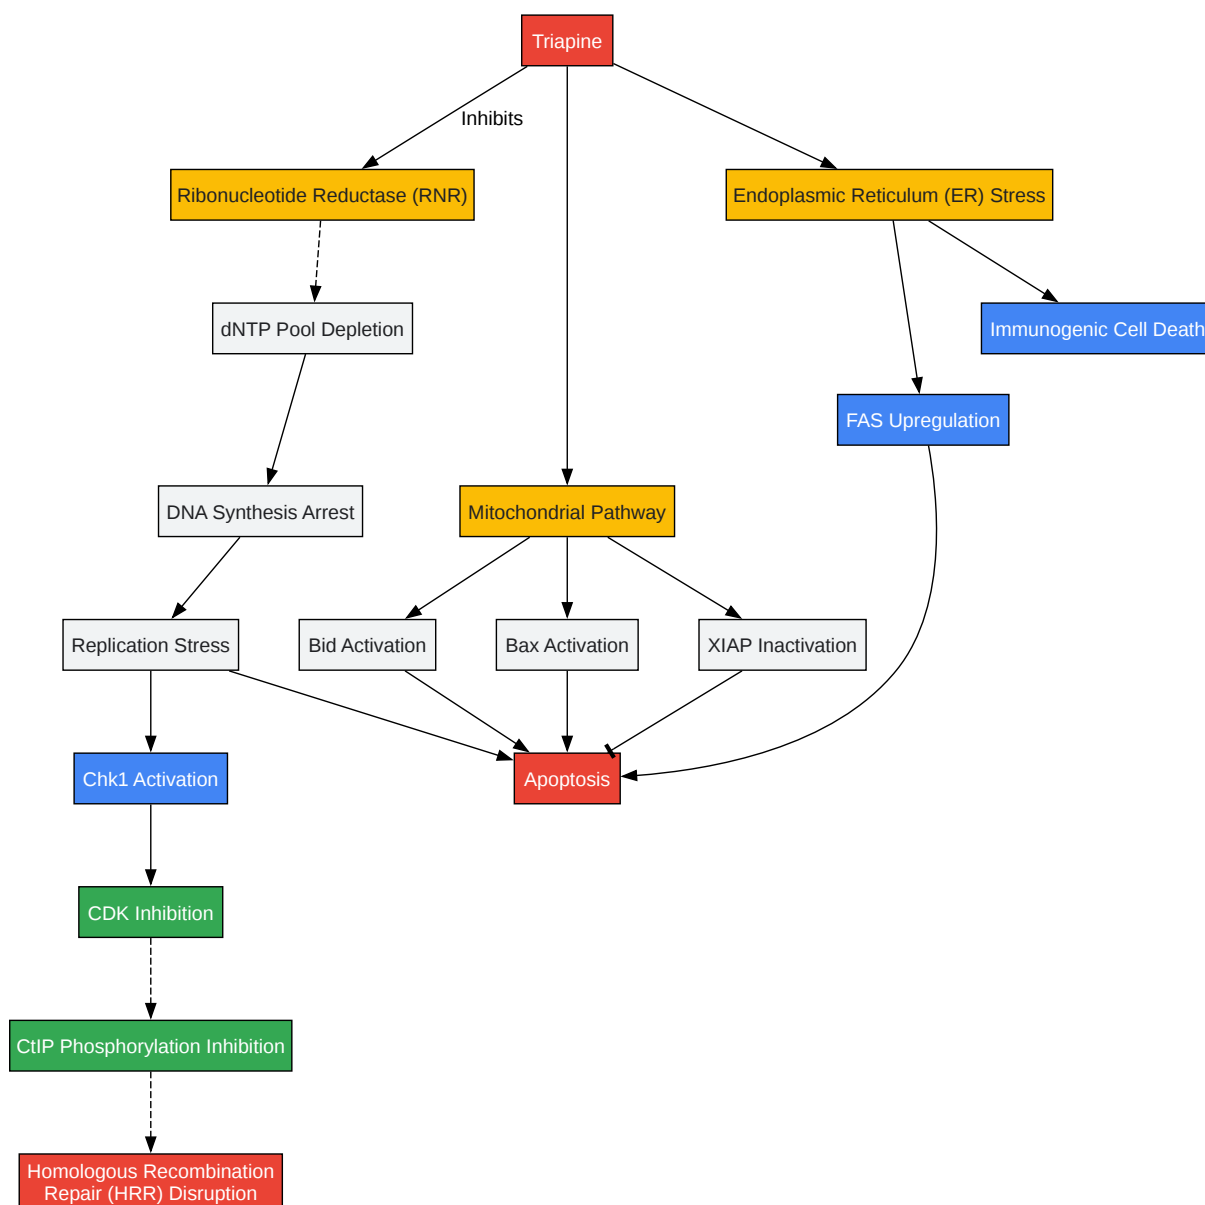 Triapine
Inhibits
Ribonucleotide Reductase (RNR)
Endoplasmic Reticulum (ER) Stress
dNTP Pool Depletion
Immunogenic Cell Death
FAS Upregulation
DNA Synthesis Arrest
Mitochondrial Pathway
Replication Stress
Bid Activation
Bax Activation
XIAP Inactivation
Chk1 Activation
Apoptosis
CDK Inhibition
CtIP Phosphorylation Inhibition
Homologous Recombination
Repair (HRR) Disruption